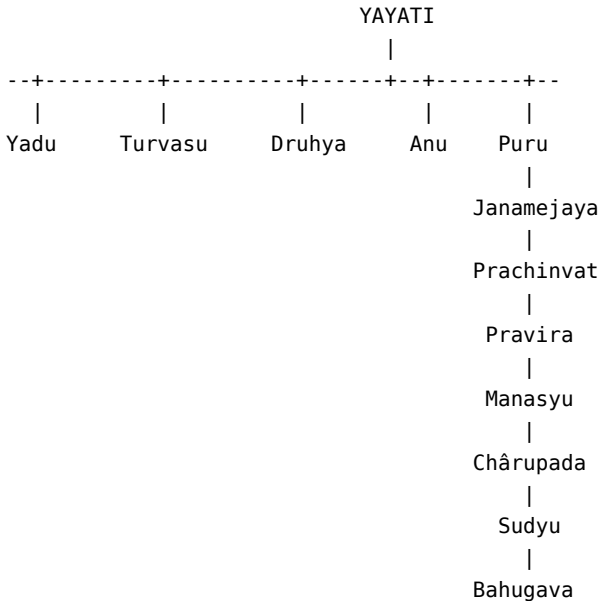 YAYATI
|
--+---------+----------+------+--+-------+--
| | | | |
Yadu Turvasu Druhya Anu Puru
|
Janamejaya
|
Prachinvat
|
Pravira
|
Manasyu
|
Chârupada
|
Sudyu
|
Bahugava